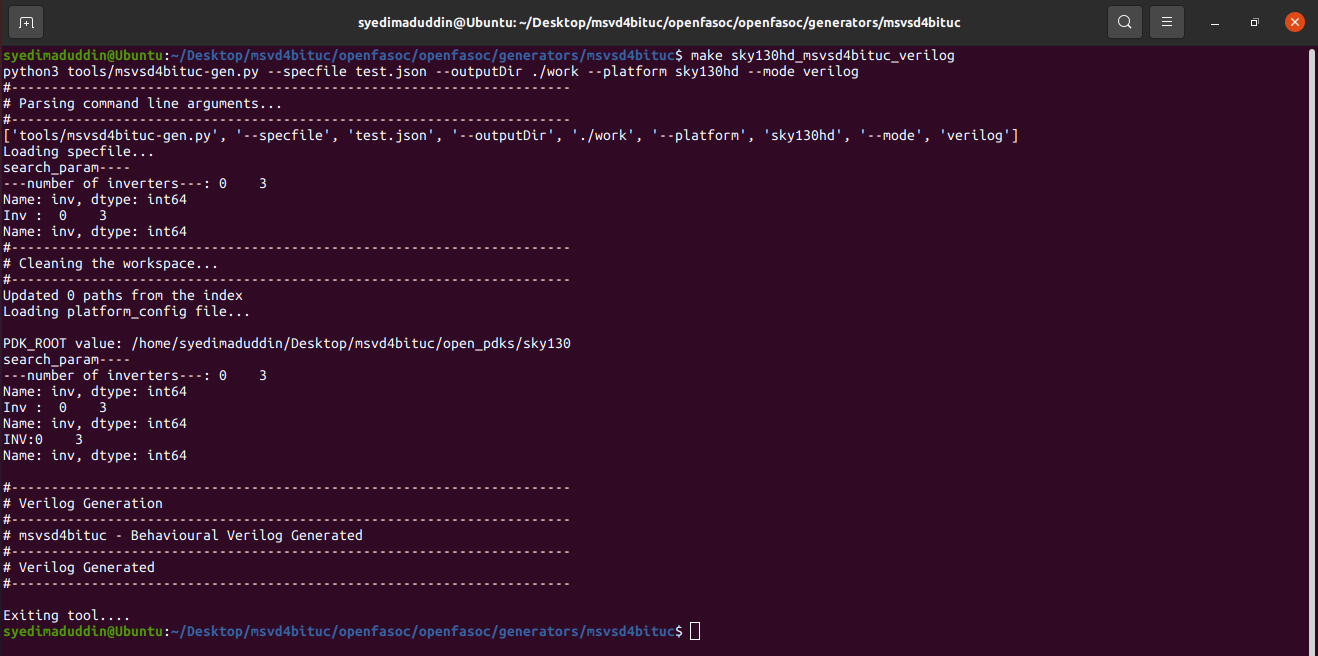 syedimaduddin@Ubuntu: ~/Desktop/msvd4bituc/openfasoc/openfasoc/generators/msvsd4bituc
syedimaduddin@Ubuntu:~/Desktop/msvd4bituc/openfasoc/openfasoc/generators/msvsd4bituc$ make sky130hd_msvsd4bituc_verilog
python3 tools/msvsd4bituc-gen.py --specfile test.json --outputDir ./work --platform sky130hd --mode verilog
#----------------------------------------------------------------------
# Parsing command line arguments...
#----------------------------------------------------------------------
['tools/msvsd4bituc-gen.py', '--specfile', 'test.json', '--outputDir', './work', '--platform', 'sky130hd', '--mode', 'verilog']
Loading specfile...
search_param----
---number of inverters---: 0    3
Name: inv, dtype: int64
Inv :  0    3
Name: inv, dtype: int64
#----------------------------------------------------------------------
# Cleaning the workspace...
#----------------------------------------------------------------------
Updated 0 paths from the index
Loading platform_config file...

PDK_ROOT value: /home/syedimaduddin/Desktop/msvd4bituc/open_pdks/sky130
search_param----
---number of inverters---: 0    3
Name: inv, dtype: int64
Inv :  0    3
Name: inv, dtype: int64
INV:0    3
Name: inv, dtype: int64

#----------------------------------------------------------------------
# Verilog Generation
#----------------------------------------------------------------------
# msvsd4bituc - Behavioural Verilog Generated
#----------------------------------------------------------------------
# Verilog Generated
#----------------------------------------------------------------------

Exiting tool....
syedimaduddin@Ubuntu:~/Desktop/msvd4bituc/openfasoc/openfasoc/generators/msvsd4bituc$